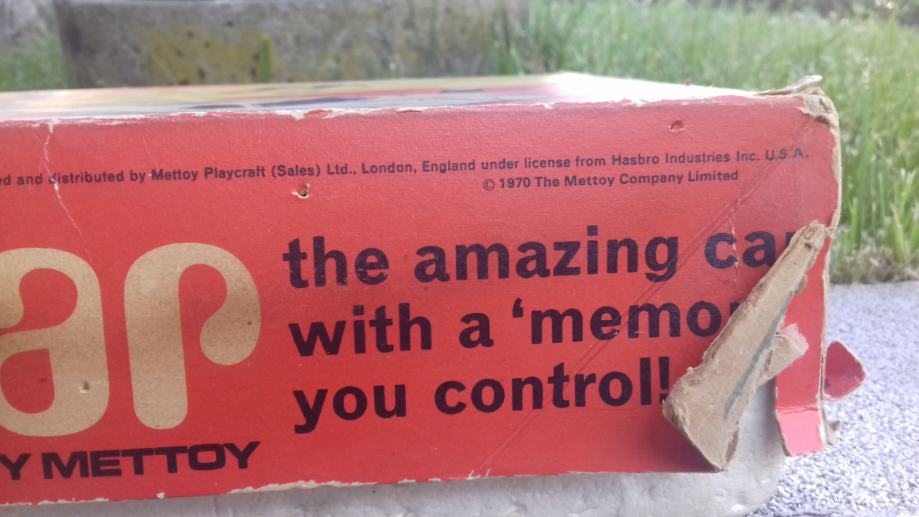 ed and distributed by Mettoy Playcraft (Sales) Ltd., London, England under license from Hasbro Industries Inc. U.S.A.
© 1970 The Mettoy Company Limited
ar
the amazing ca
with a ‘memo
you control!
Y METTOY